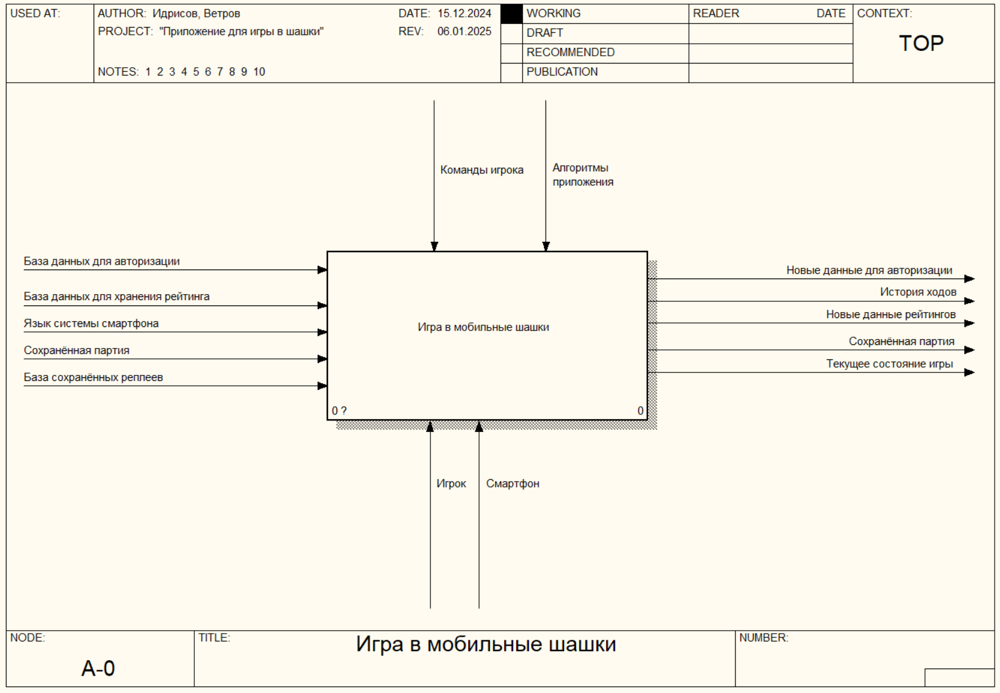 USED AT:
AUTHOR: Идрисов, Ветров
DATE: 15.12.2024
PROJECT: "Приложение для игры в шашки"
REV: 06.01.2025
NOTES: 1 2 3 4 5 6 7 8 9 10
WORKING
DRAFT
RECOMMENDED
PUBLICATION
READER DATE
CONTEXT:
TOP
Команды игрока
Алгоритмы
приложения
База данных для авторизации
База данных для хранения рейтинга
Язык системы смартфона
Сохранённая партия
База сохранённых реплеев
Игра в мобильные шашки
0 ?
0
Новые данные для авторизации
История ходов
Новые данные рейтингов
Сохранённая партия
Текущее состояние игры
Игрок
Смартфон
NODE:
A-0
TITLE:
Игра в мобильные шашки
NUMBER: